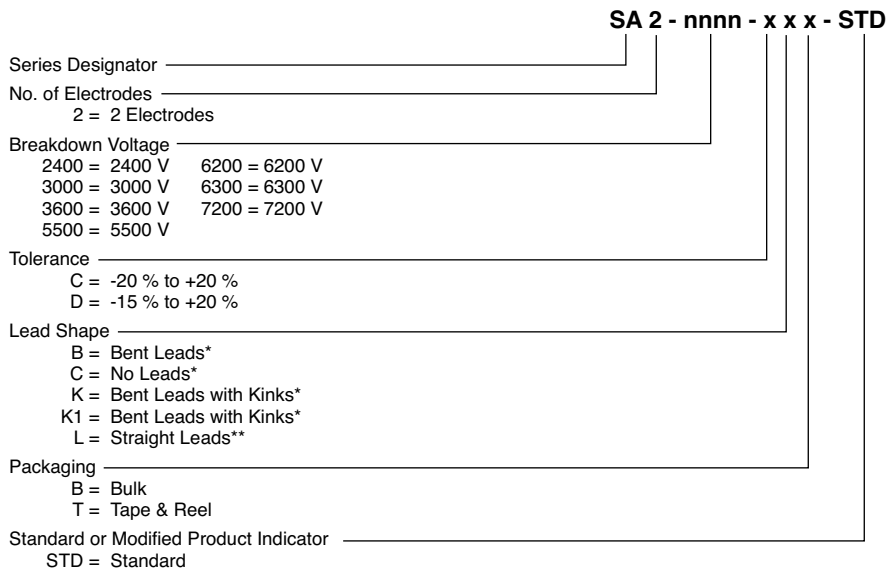 SA 2 - nnnn - x x x - STD
Series Designator
No. of Electrodes
2 = 2 Electrodes
Breakdown Voltage
2400 = 2400 V 6200 = 6200 V
3000 = 3000 V 6300 = 6300 V
3600 = 3600 V 7200 = 7200 V
5500 = 5500 V
Tolerance
C = -20 % to +20 %
D = -15 % to +20 %
Lead Shape
B = Bent Leads*
C = No Leads*
K = Bent Leads with Kinks*
K1 = Bent Leads with Kinks*
L = Straight Leads**
Packaging
B = Bulk
T = Tape & Reel
Standard or Modified Product Indicator
STD = Standard